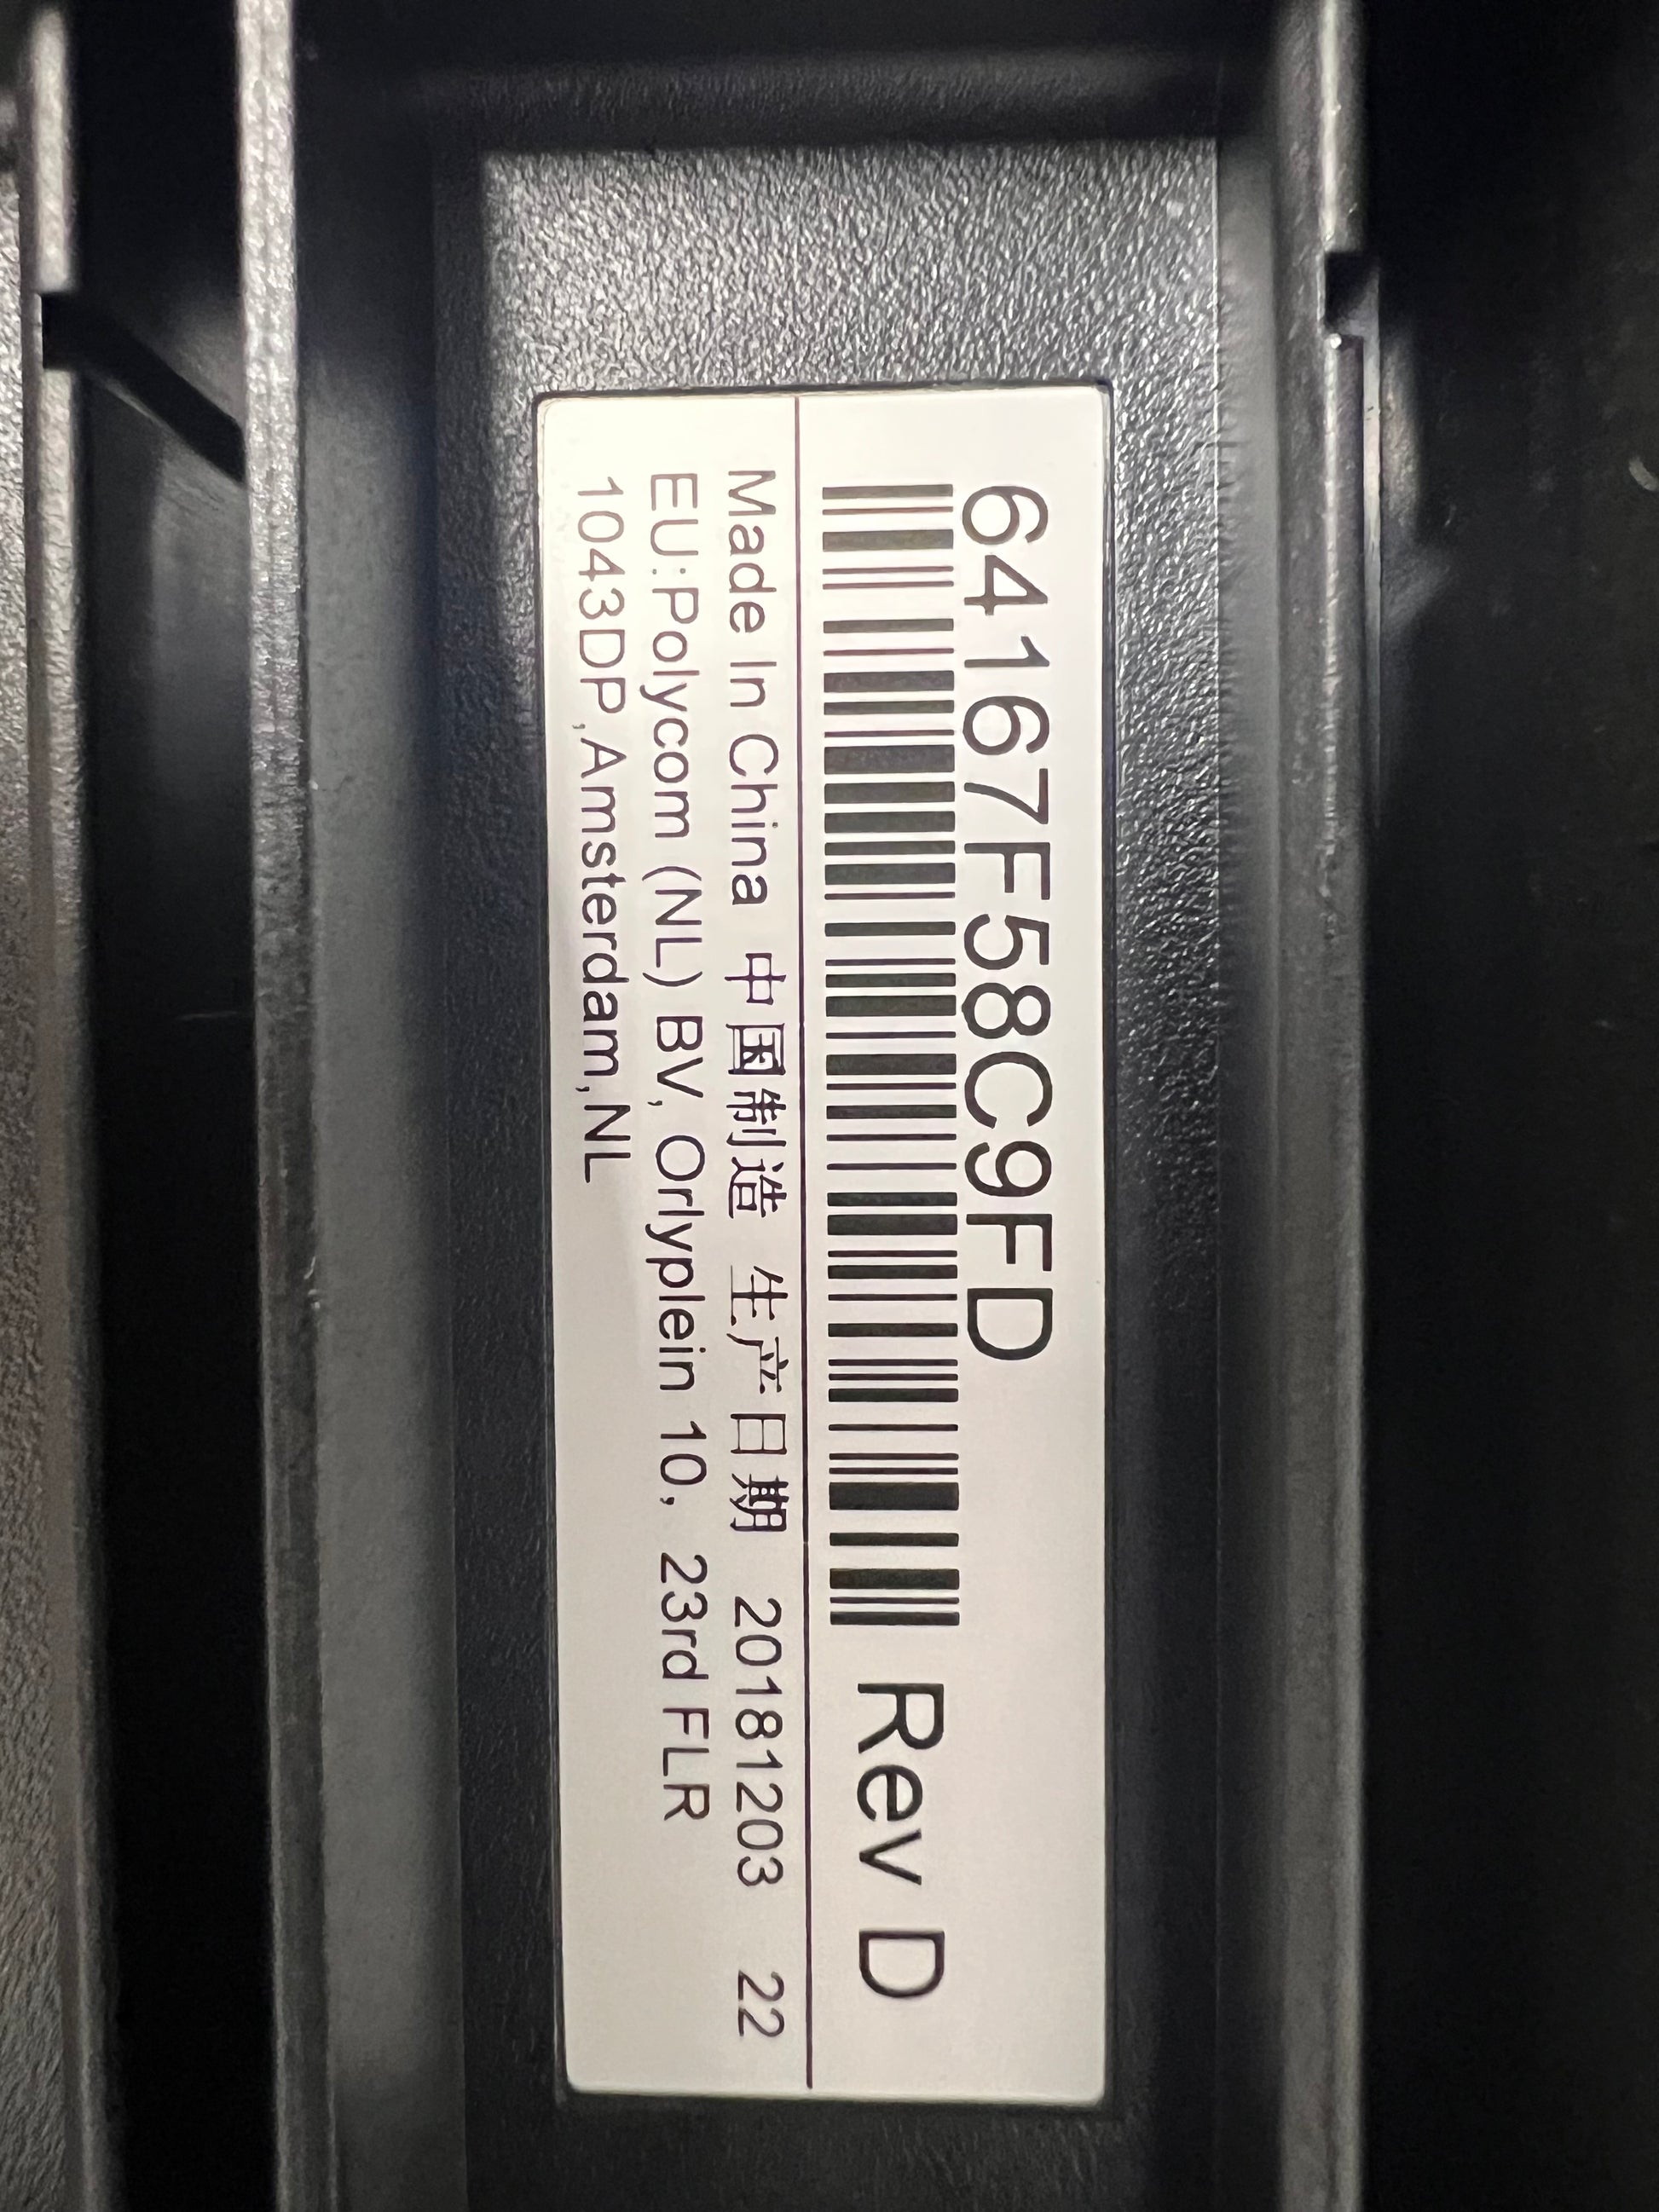 64167F58C9FD
Rev D
Made In China 中国制造 生产日期 20181203 22
EU:Polycom (NL) BV, Orlyplein 10, 23rd FLR
1043DP,Amsterdam,NL